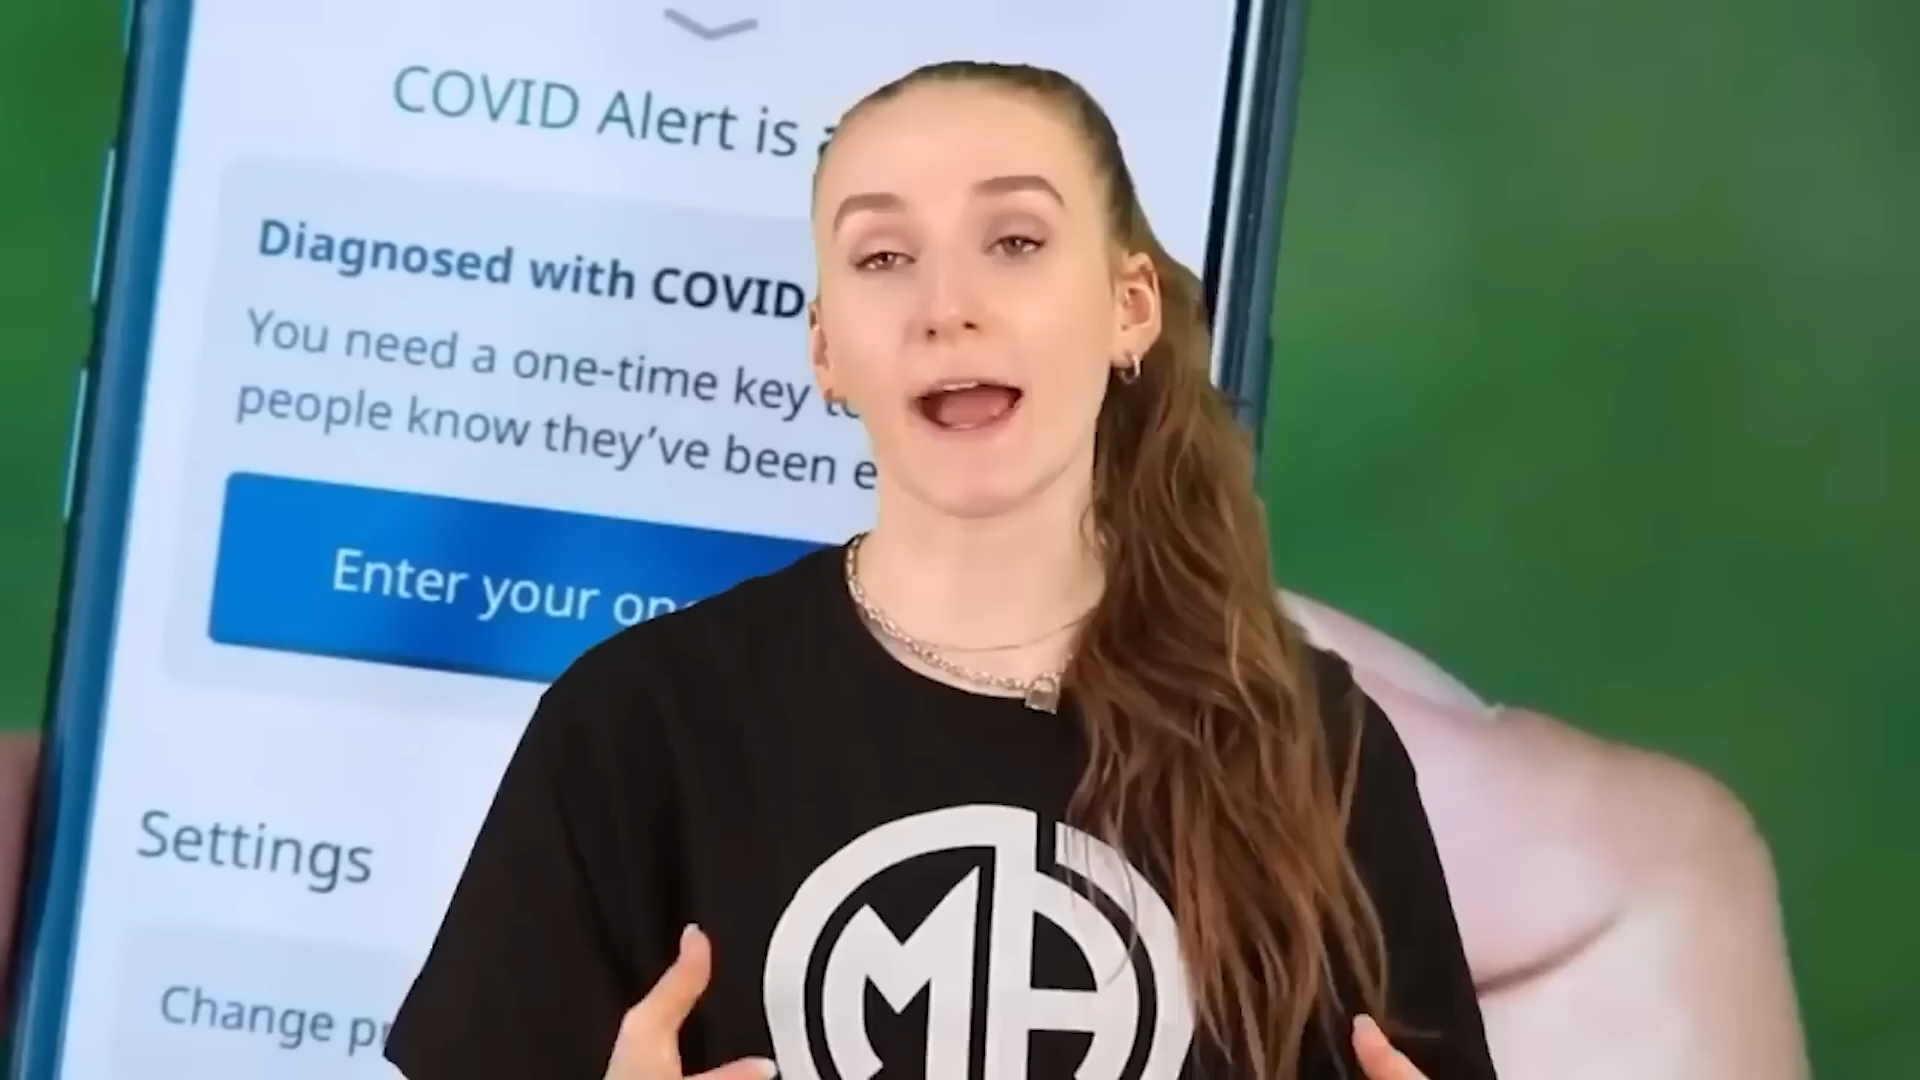 COVID Alert is
Diagnosed with COVID
You need a one-time key
people know they've been
Enter your
Settings
Change
MA